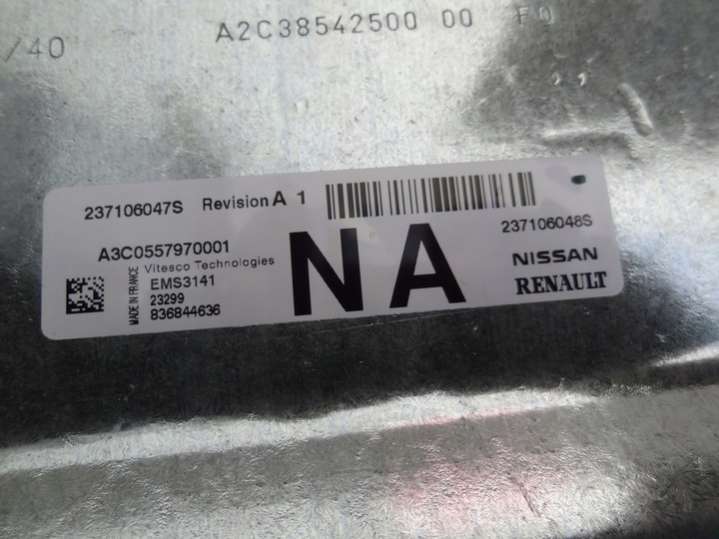 A2C38542500 00 F0
/40
237106047S Revision A 1
237106048S
A3C0557970001
Vitesco Technologies
EMS3141
23299
836844636
MADE IN FRANCE
NA
NISSAN
RENAULT